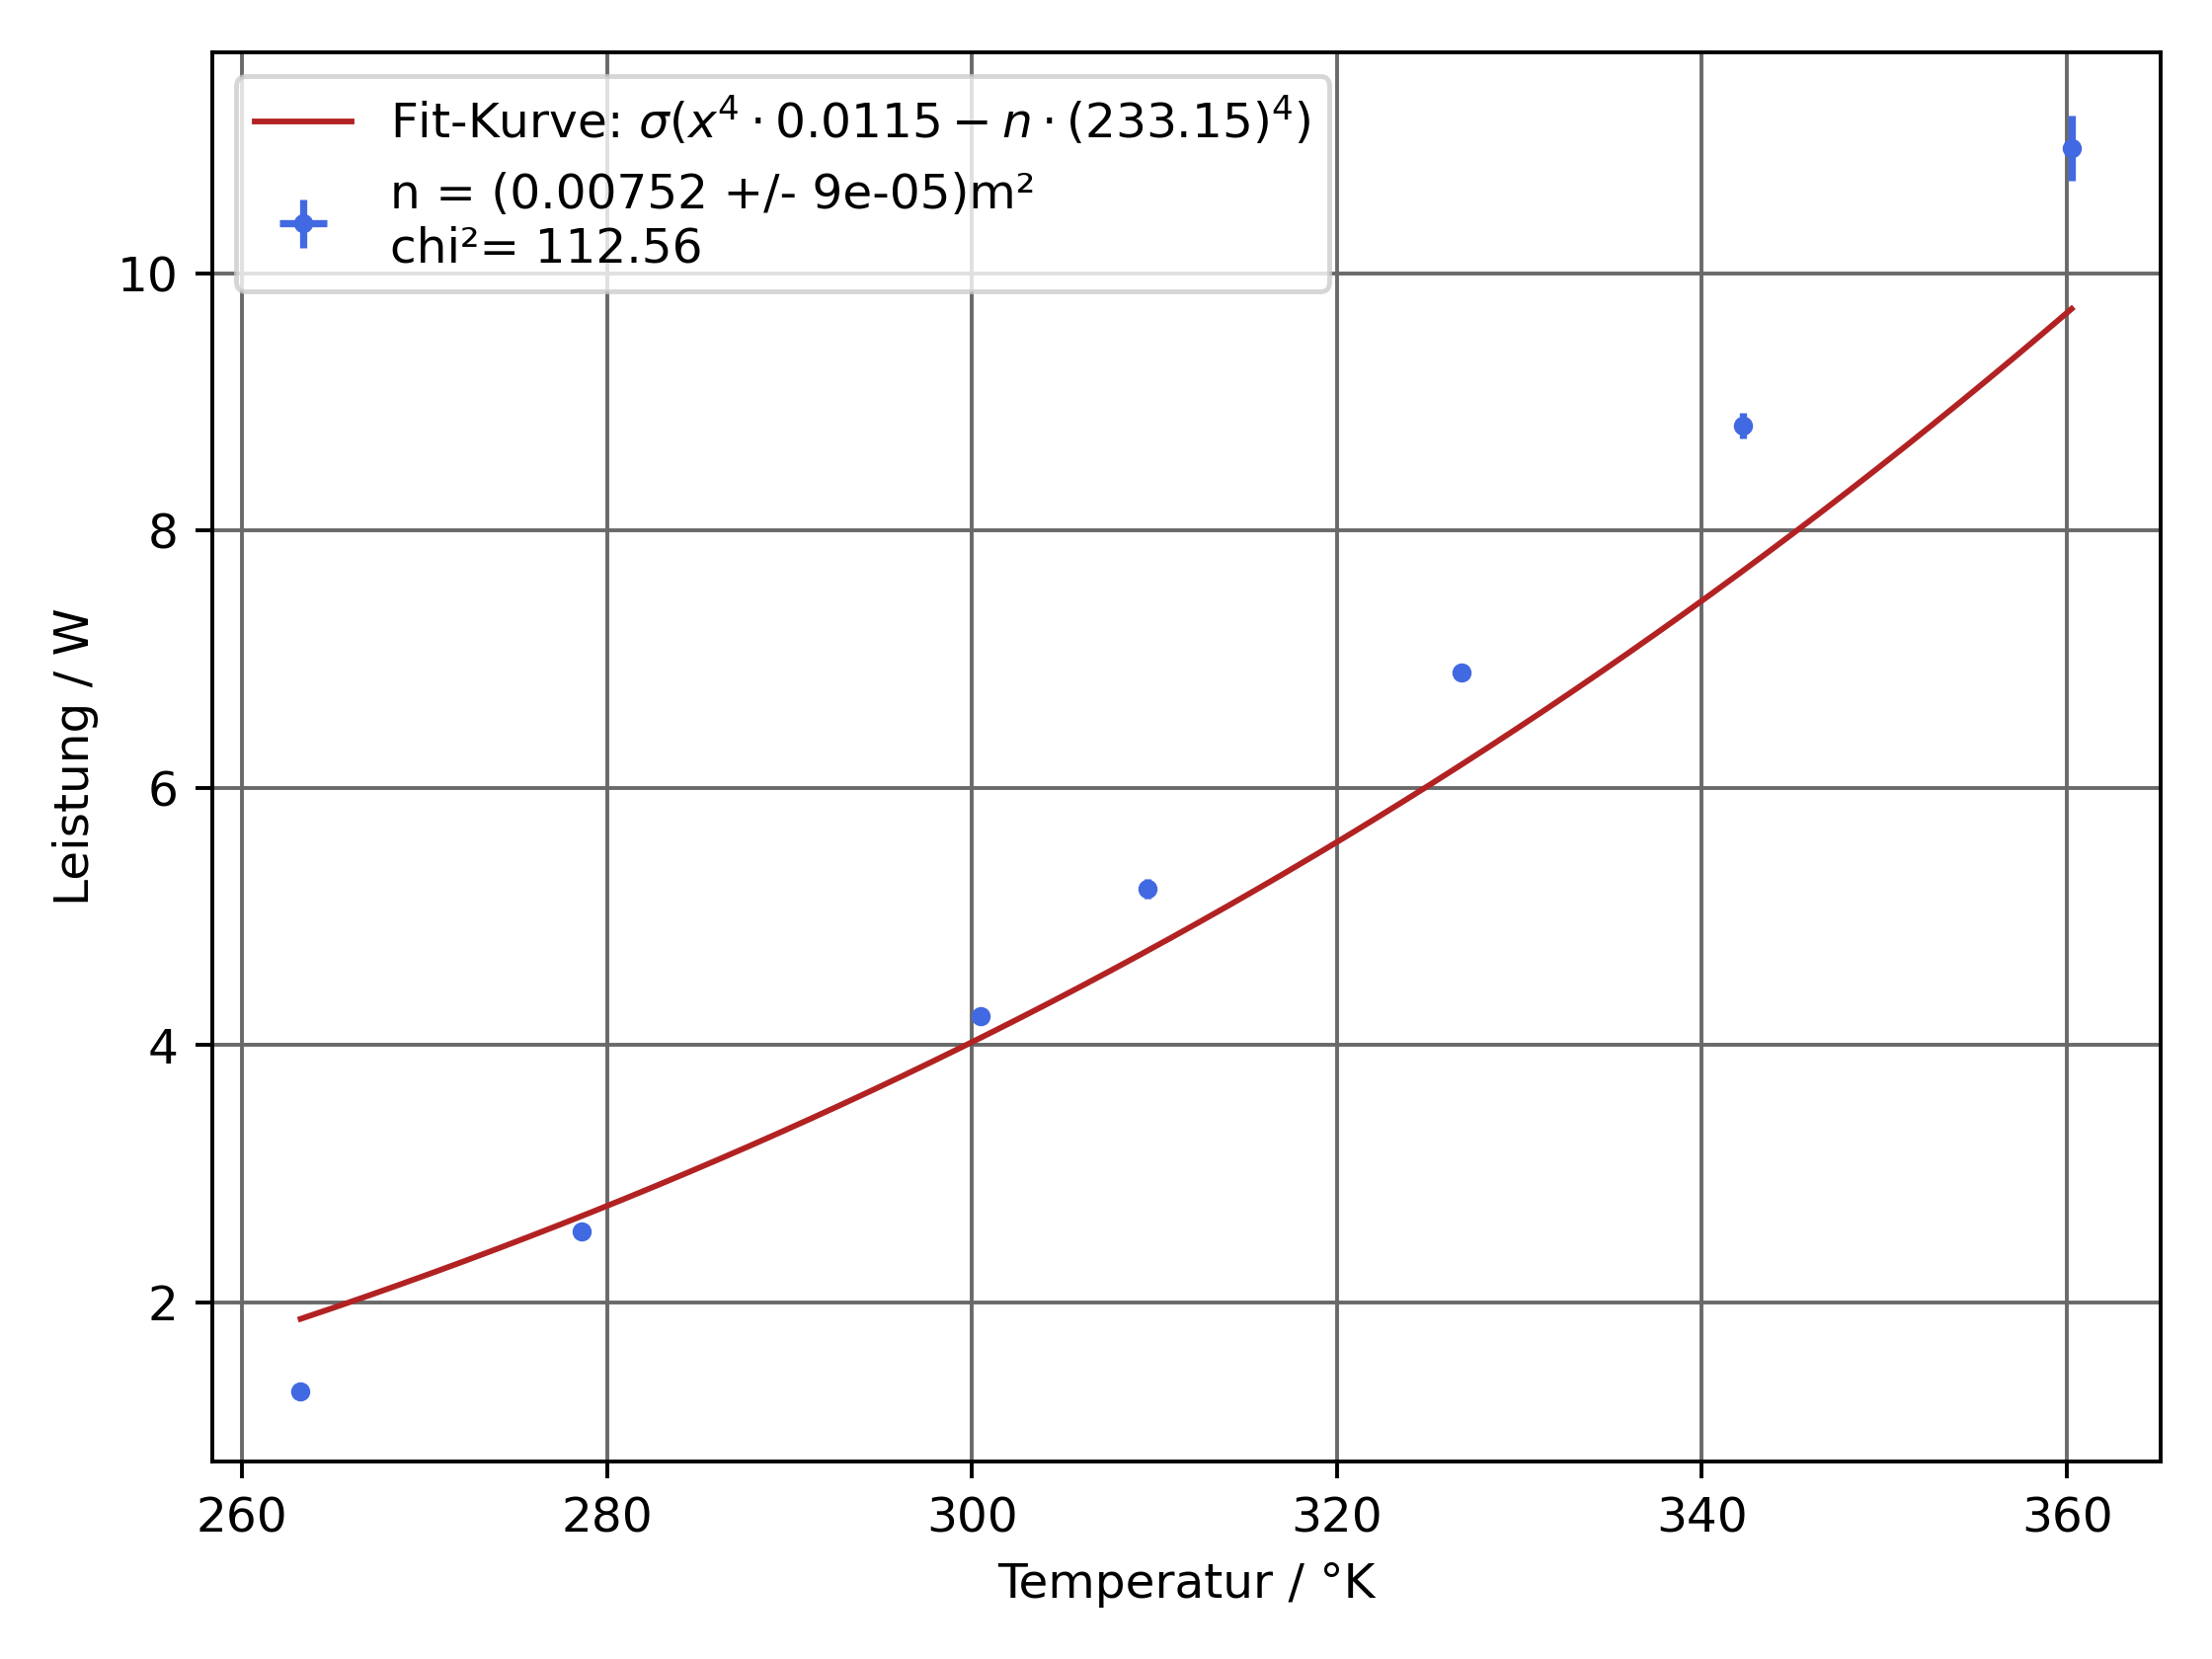 Fit-Kurve: σ(x⁴ · 0.0115 − n · (233.15)⁴)
n = (0.00752 +/- 9e-05)m²
chi²= 112.56
10
8
6
4
2
Leistung / W
260 280 300 320 340 360
Temperatur / °K